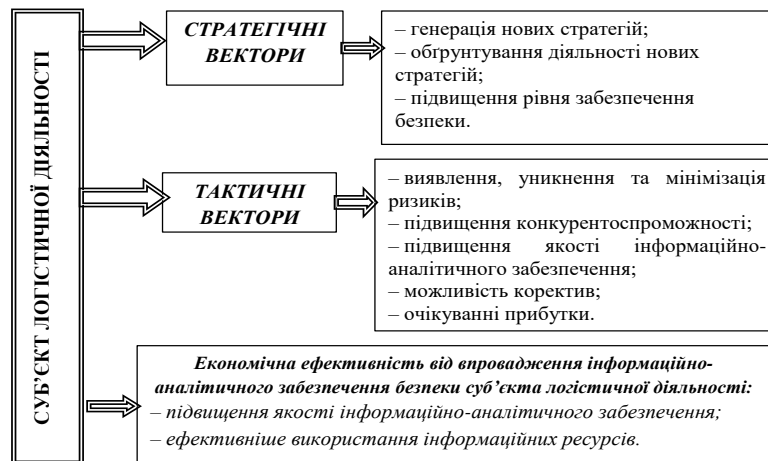 СУБ’ЄКТ ЛОГІСТИЧНОЇ ДІЯЛЬНОСТІ
СТРАТЕГІЧНІ
ВЕКТОРИ
– генерація нових стратегій;
– обґрунтування діяльності нових
стратегій;
– підвищення рівня забезпечення
безпеки.
ТАКТИЧНІ
ВЕКТОРИ
– виявлення, уникнення та мінімізація
ризиків;
– підвищення конкурентоспроможності;
– підвищення якості інформаційно-
аналітичного забезпечення;
– можливість коректив;
– очікуванні прибутки.
Економічна ефективність від впровадження інформаційно-
аналітичного забезпечення безпеки суб’єкта логістичної діяльності:
– підвищення якості інформаційно-аналітичного забезпечення;
– ефективніше використання інформаційних ресурсів.